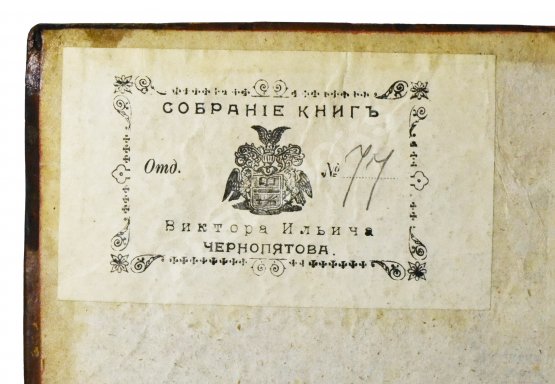 СОБРАНІЕ КНИГЪ
Отд. № 77
Виктора Ильича
ЧЕРНОПЯТОВА.